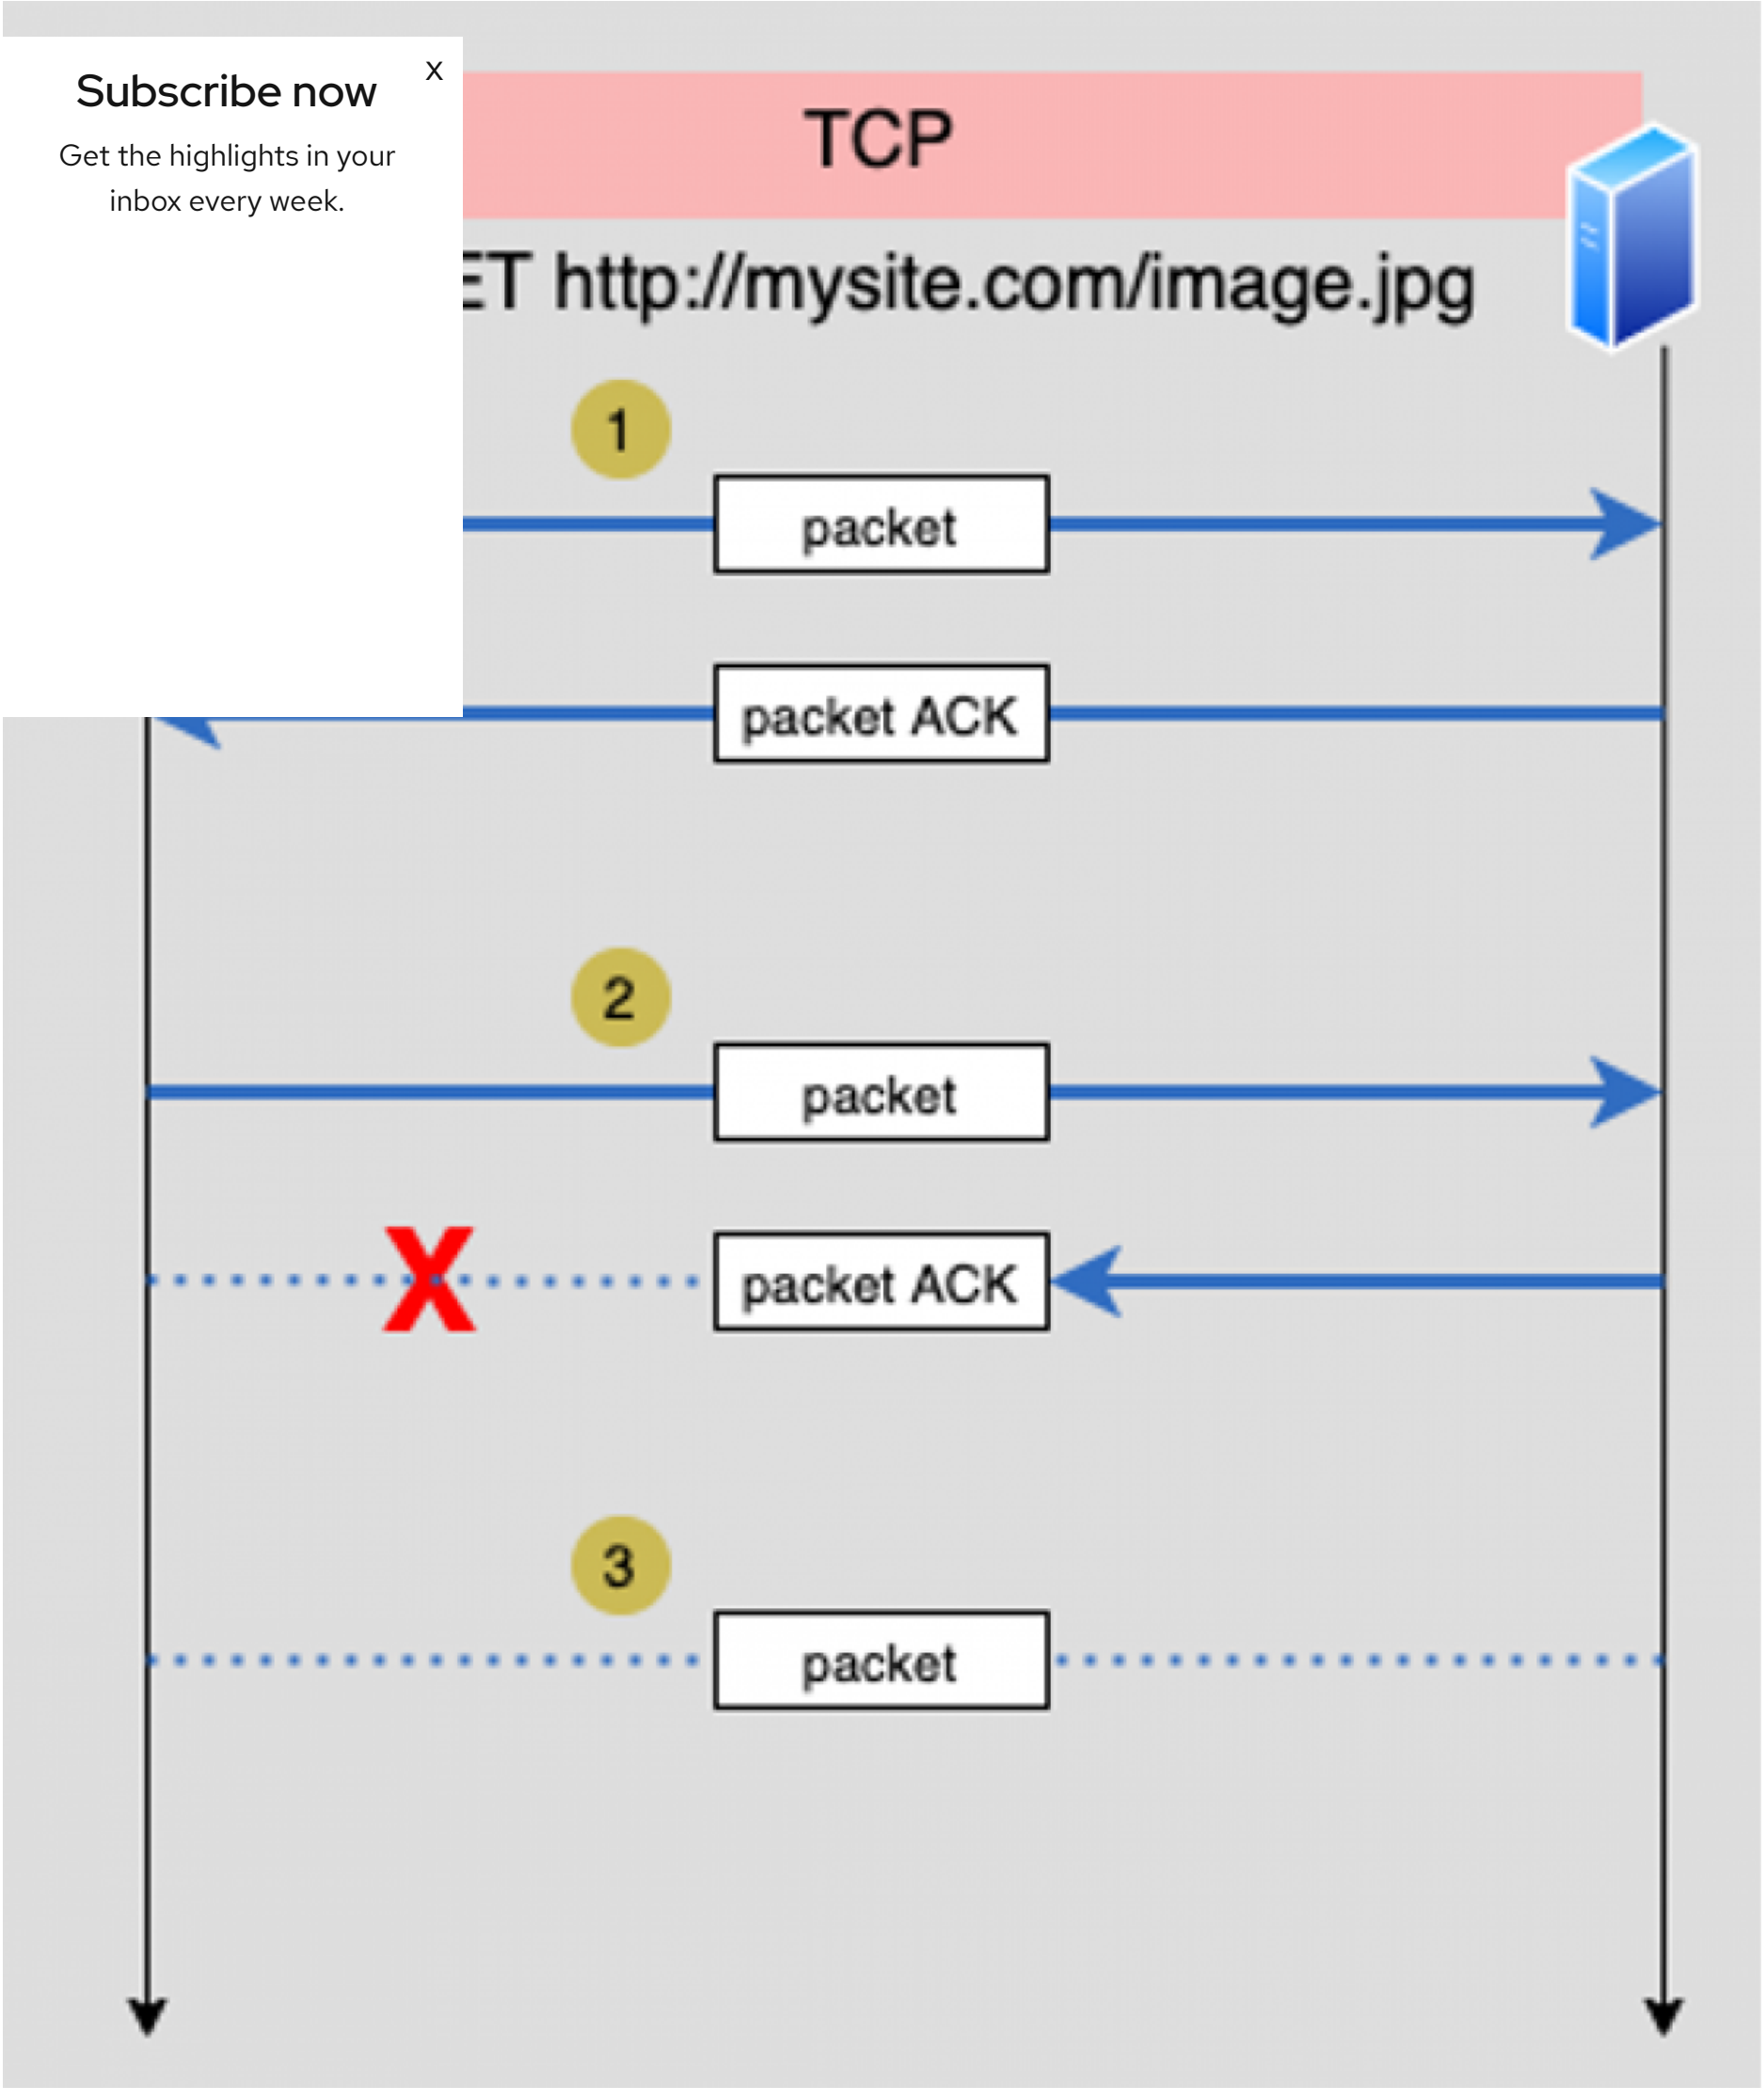 Subscribe now
x
Get the highlights in your
inbox every week.
TCP
ET http://mysite.com/image.jpg
1
packet
packet ACK
2
packet
X
packet ACK
3
packet